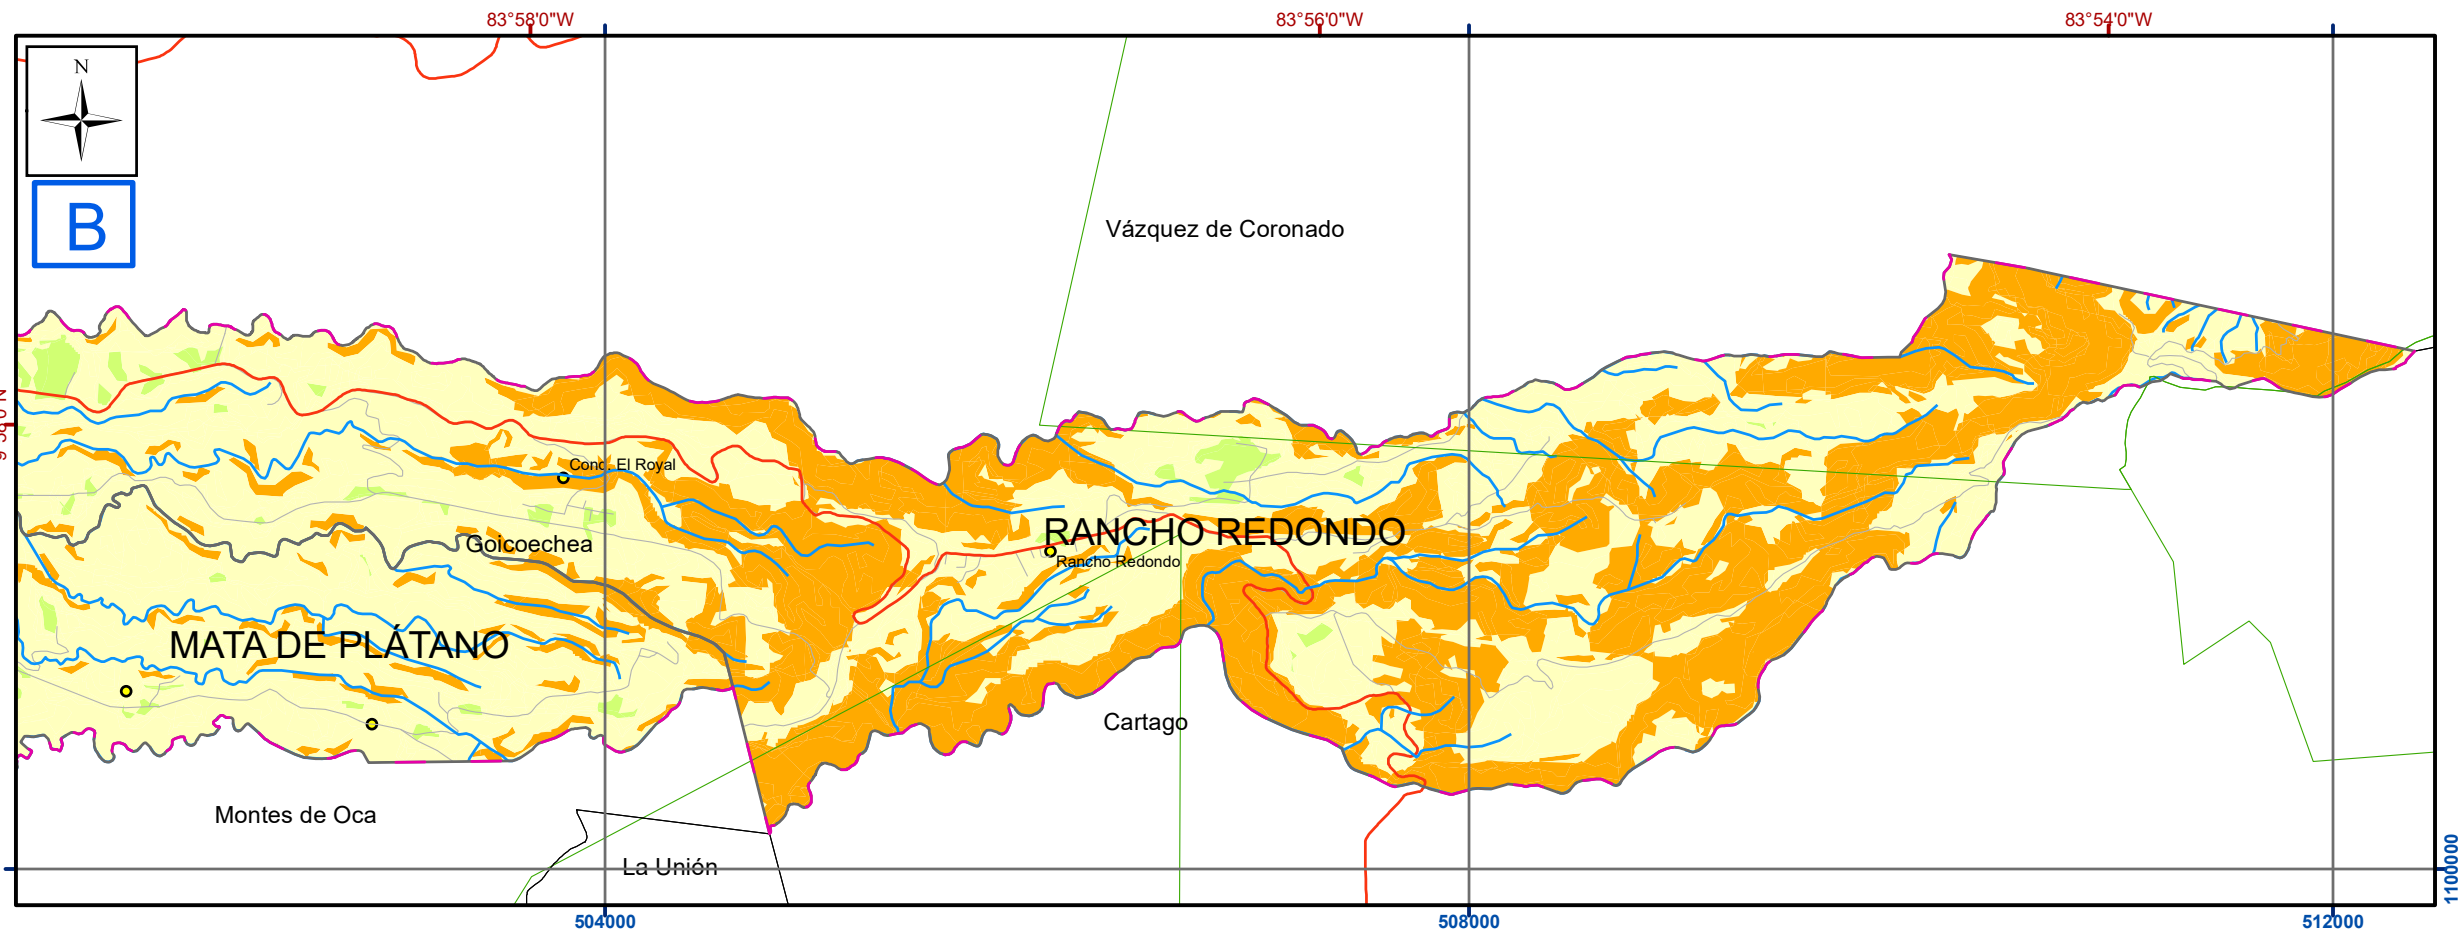 83°58'0"W
83°56'0"W
83°54'0"W
N
B
Vázquez de Coronado
Cond. El Royal
RANCHO REDONDO
Goicoechea
Rancho Redondo
MATA DE PLÁTANO
Cartago
Montes de Oca
La Unión
1100000
504000
508000
512000